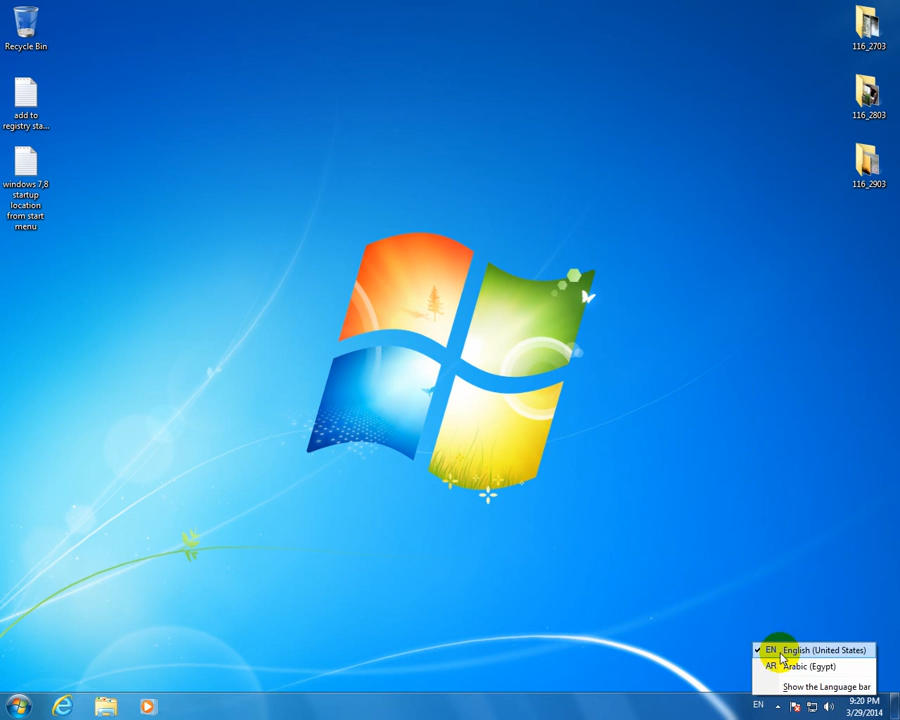 Recycle Bin
add to
registry sta...
windows 7,8
startup
location
from start
menu
116_2703
116_2803
116_2903
EN English (United States)
AR Arabic (Egypt)
Show the Language bar
EN
9:20 PM
3/29/2014